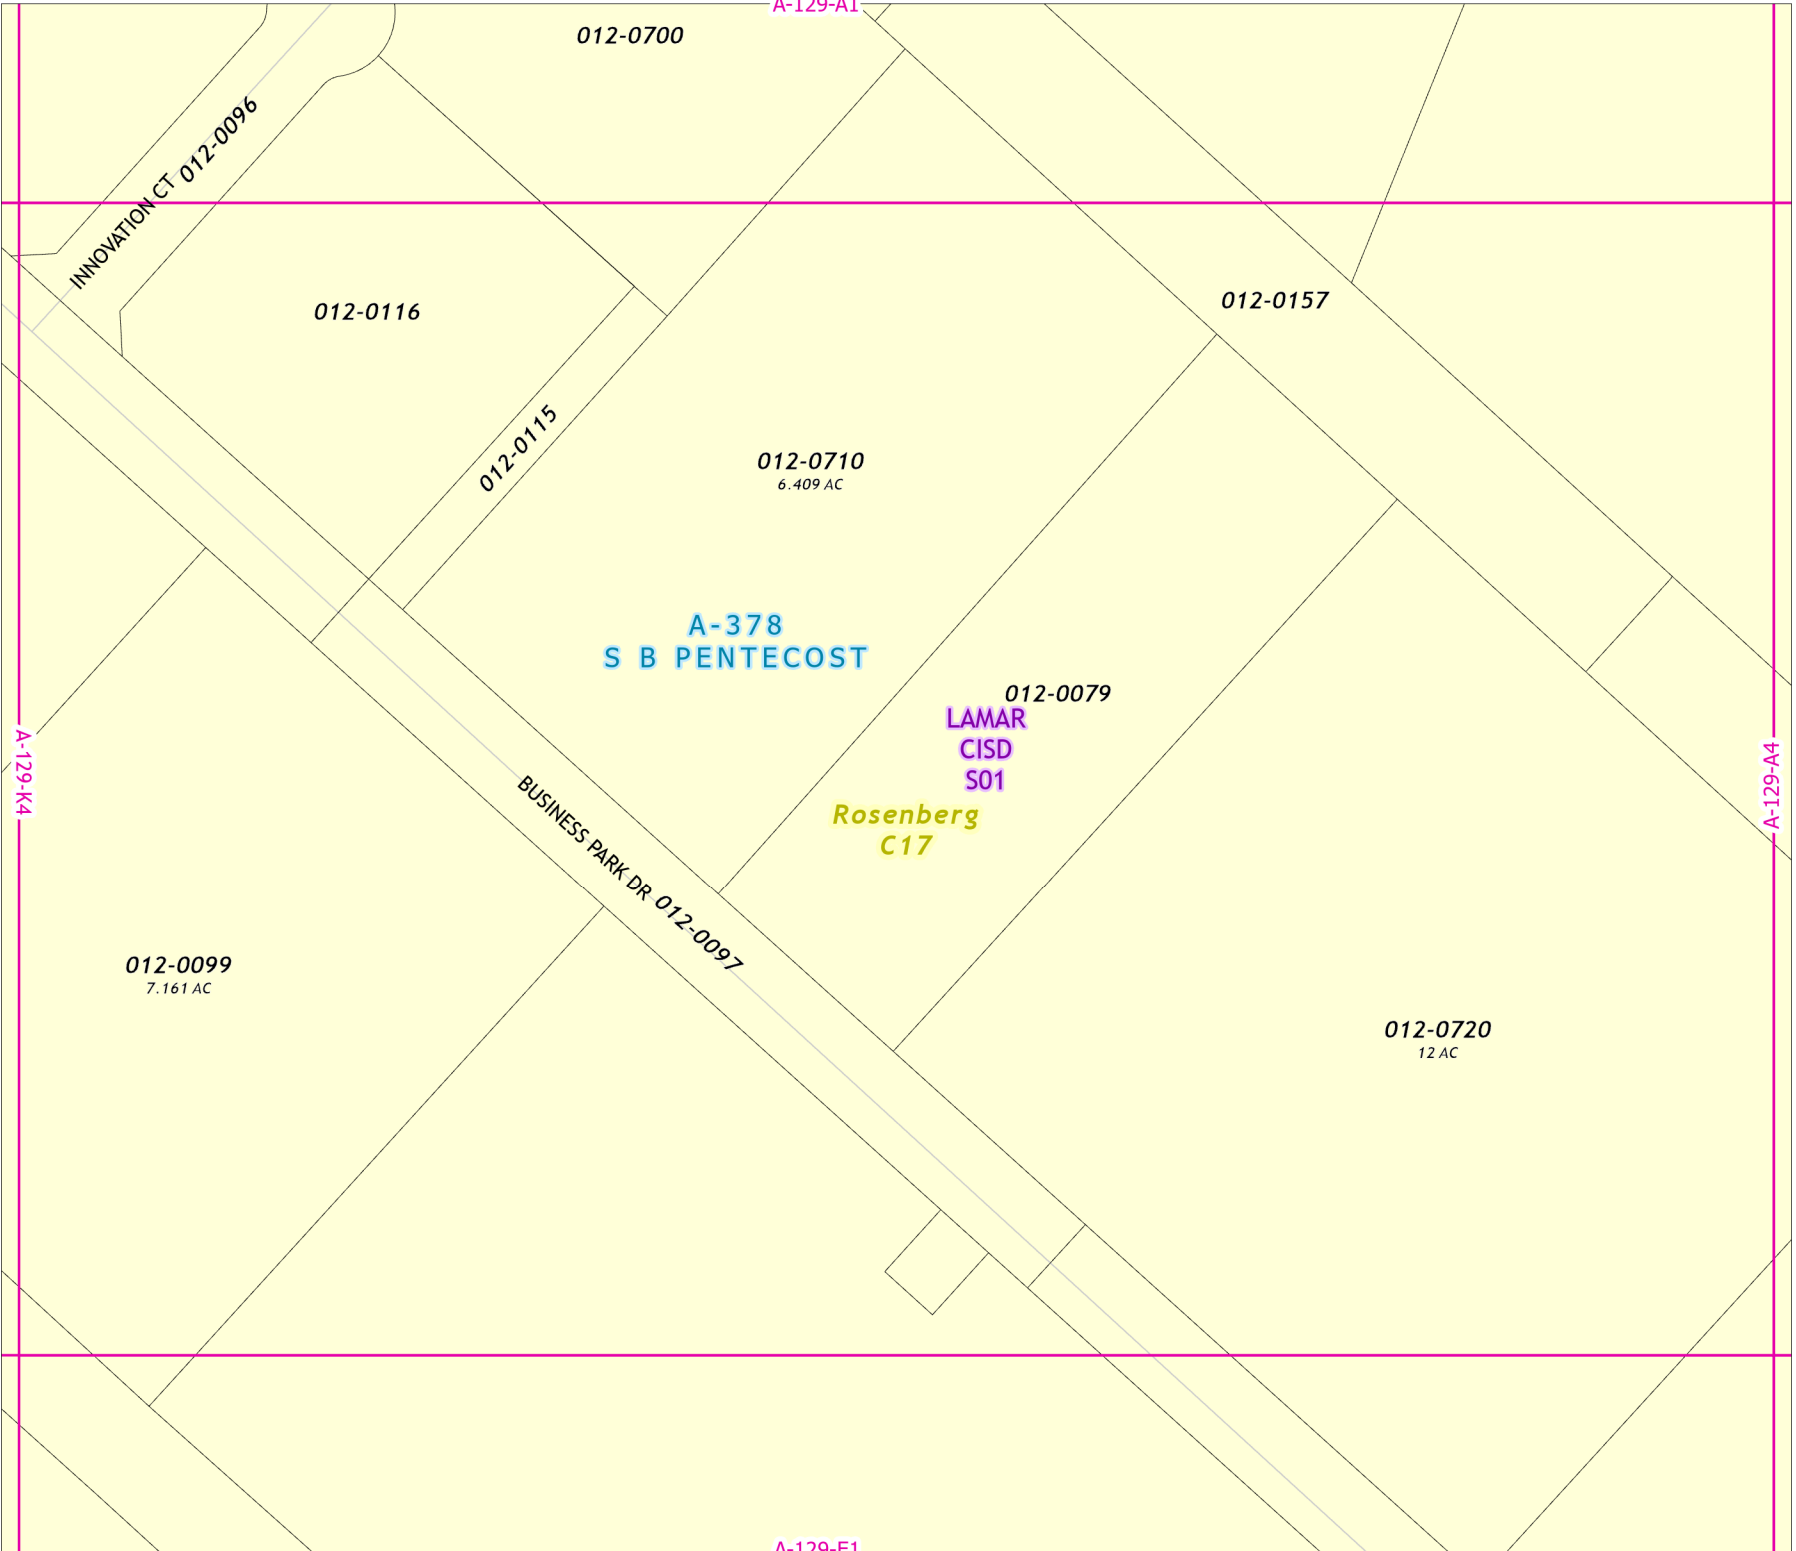 A-129-A1
012-0700
INNOVATION CT 012-0096
012-0116
012-0157
012-0115
012-0710
6.409 AC
A-378
S B PENTECOST
012-0079
LAMAR
CISD
S01
Rosenberg
C17
A-129-K4
A-129-A4
BUSINESS PARK DR 012-0097
012-0099
7.161 AC
012-0720
12 AC
A-129-E1